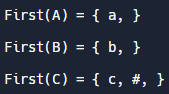 First(A) = { a, }
First(B) = { b, }
First(C) = { c, #, }